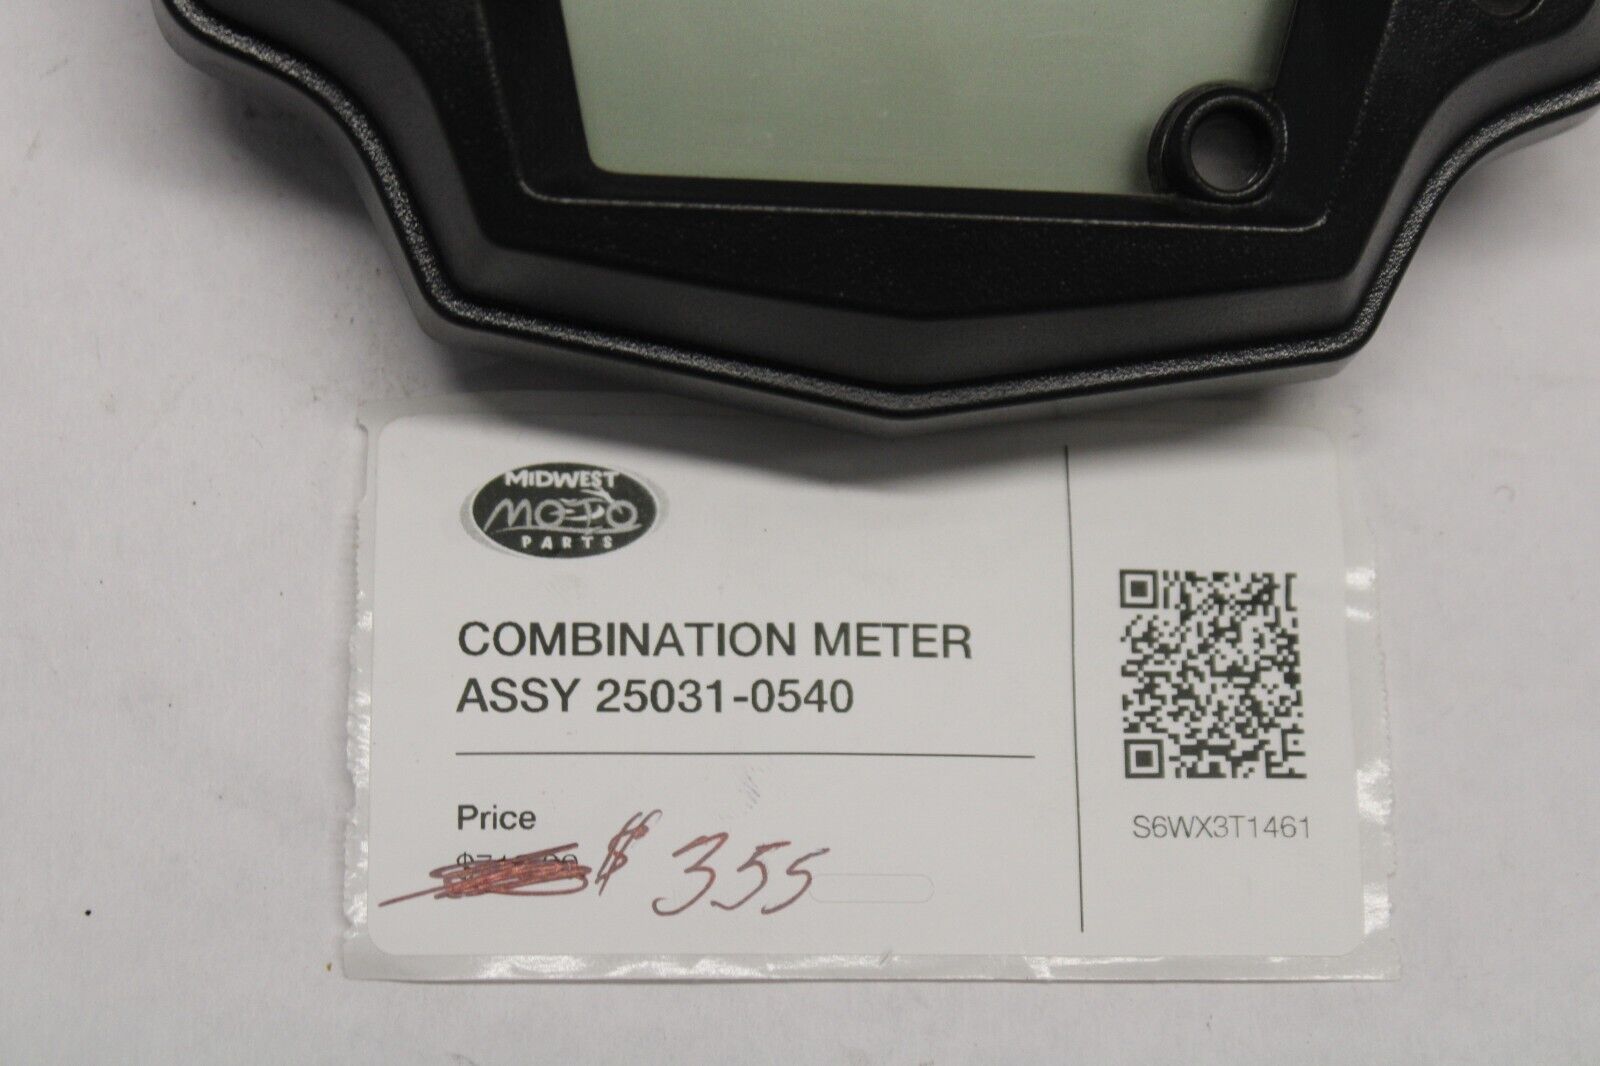 MIDWEST
MOTO
PARTS
COMBINATION METER
ASSY 25031-0540
Price
$ 355
S6WX3T1461